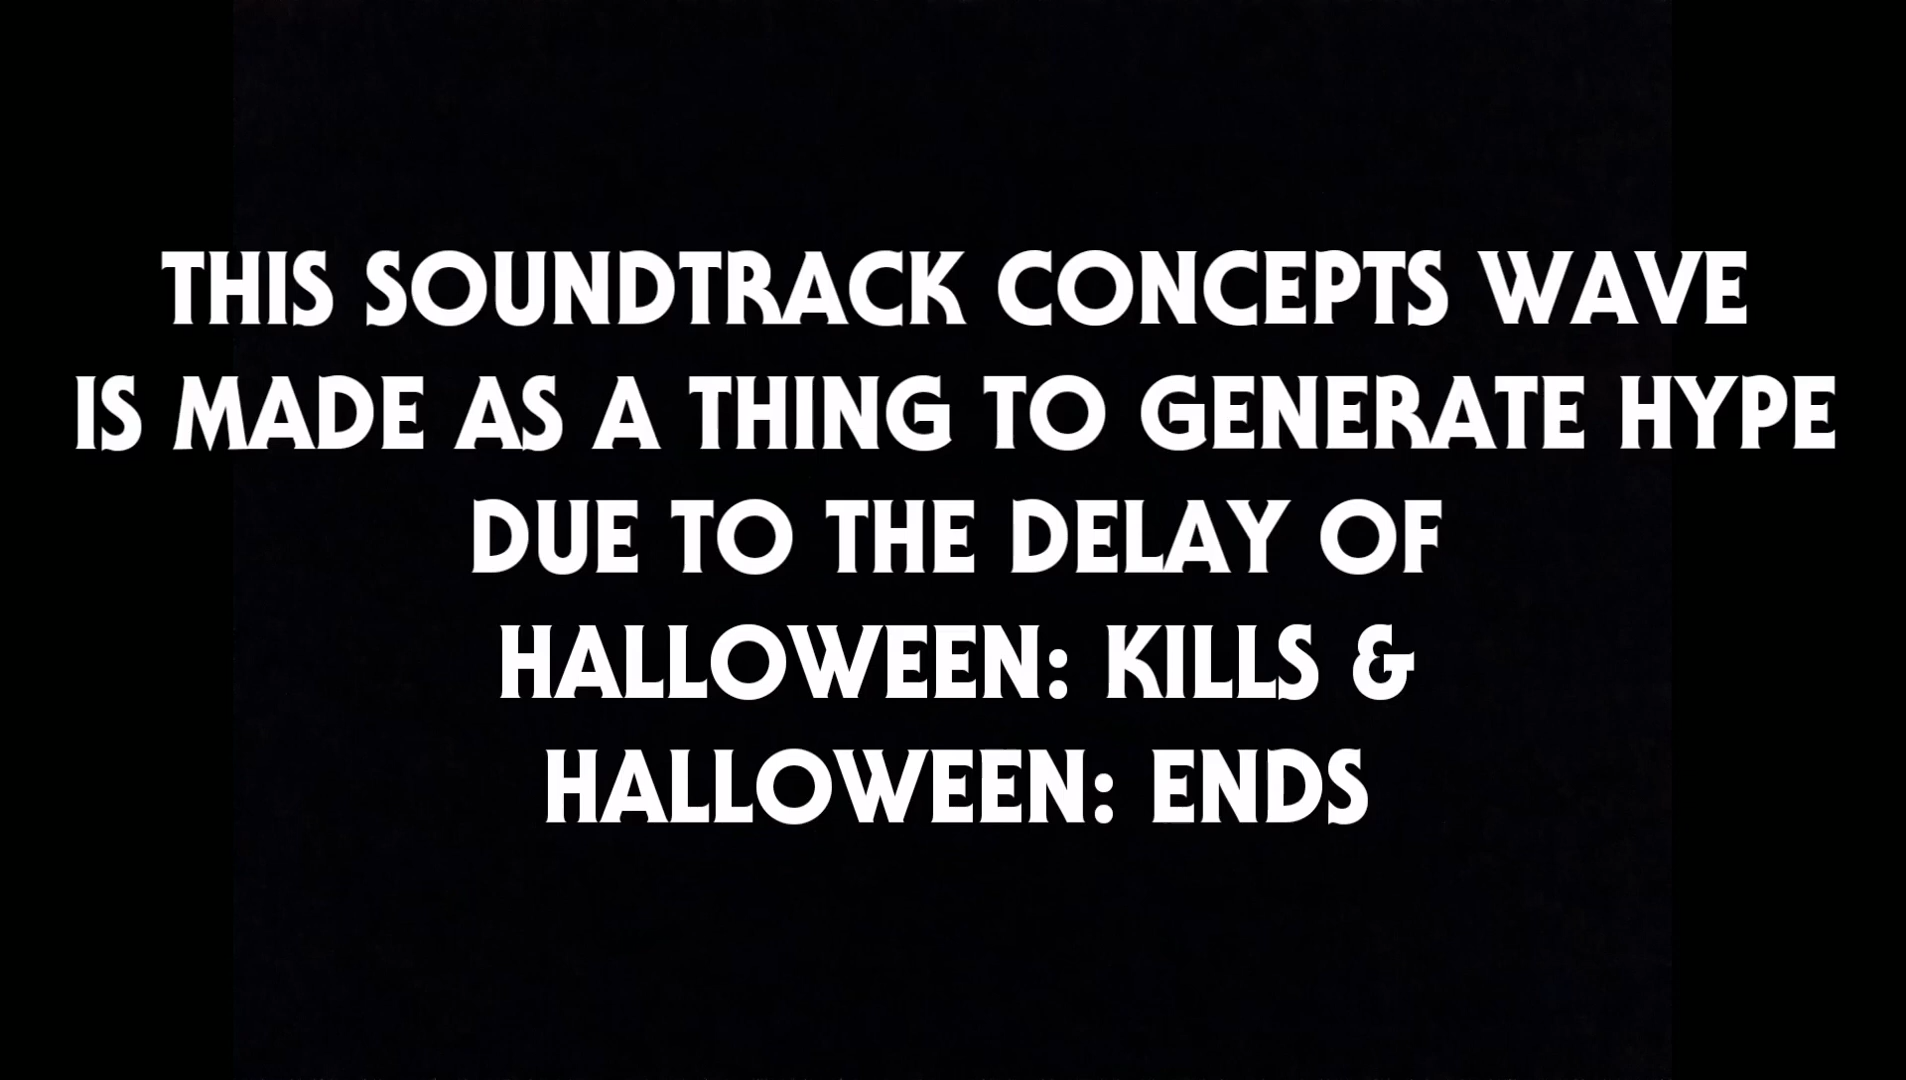 THIS SOUNDTRACK CONCEPTS WAVE
IS MADE AS A THING TO GENERATE HYPE
DUE TO THE DELAY OF
HALLOWEEN: KILLS &
HALLOWEEN: ENDS